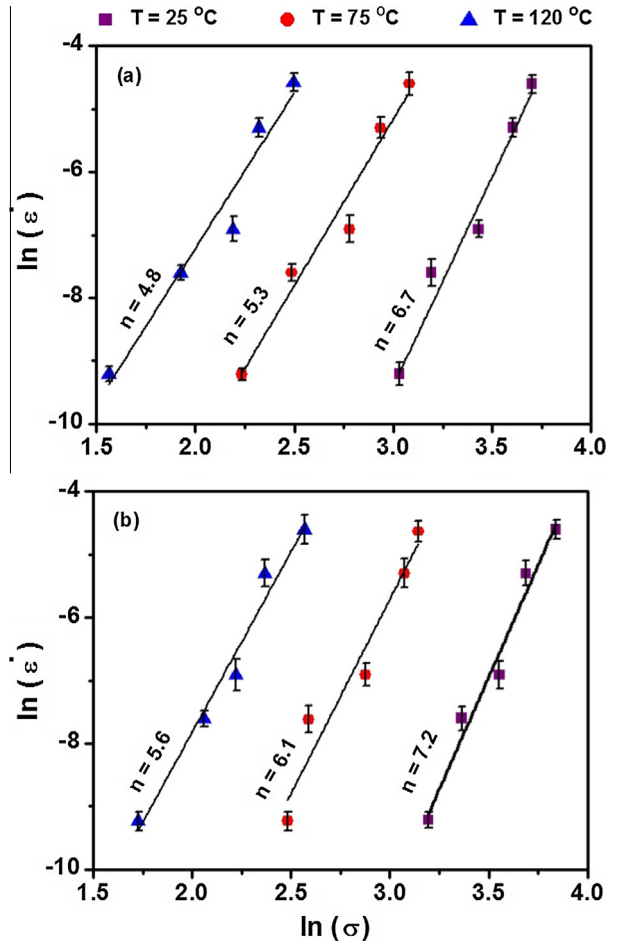 T = 25 °C T = 75 °C T = 120 °C
(a)
-4
-6
-8
-10
ln ( ε̇ )
n = 4.8
n = 5.3
n = 6.7
1.5 2.0 2.5 3.0 3.5 4.0
(b)
-4
-6
-8
-10
ln ( ε̇ )
n = 5.6
n = 6.1
n = 7.2
1.5 2.0 2.5 3.0 3.5 4.0
ln (σ)